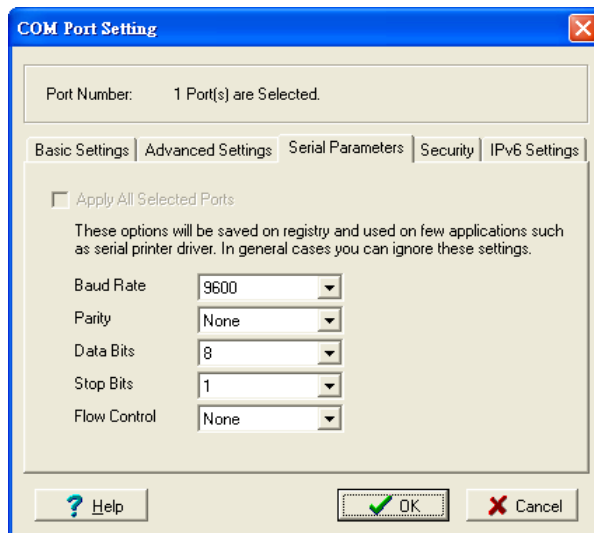 COM Port Setting
Port Number: 1 Port(s) are Selected.
Basic Settings Advanced Settings Serial Parameters Security IPv6 Settings
Apply All Selected Ports
These options will be saved on registry and used on few applications such
as serial printer driver. In general cases you can ignore these settings.
Baud Rate 9600
Parity None
Data Bits 8
Stop Bits 1
Flow Control None
? Help OK Cancel